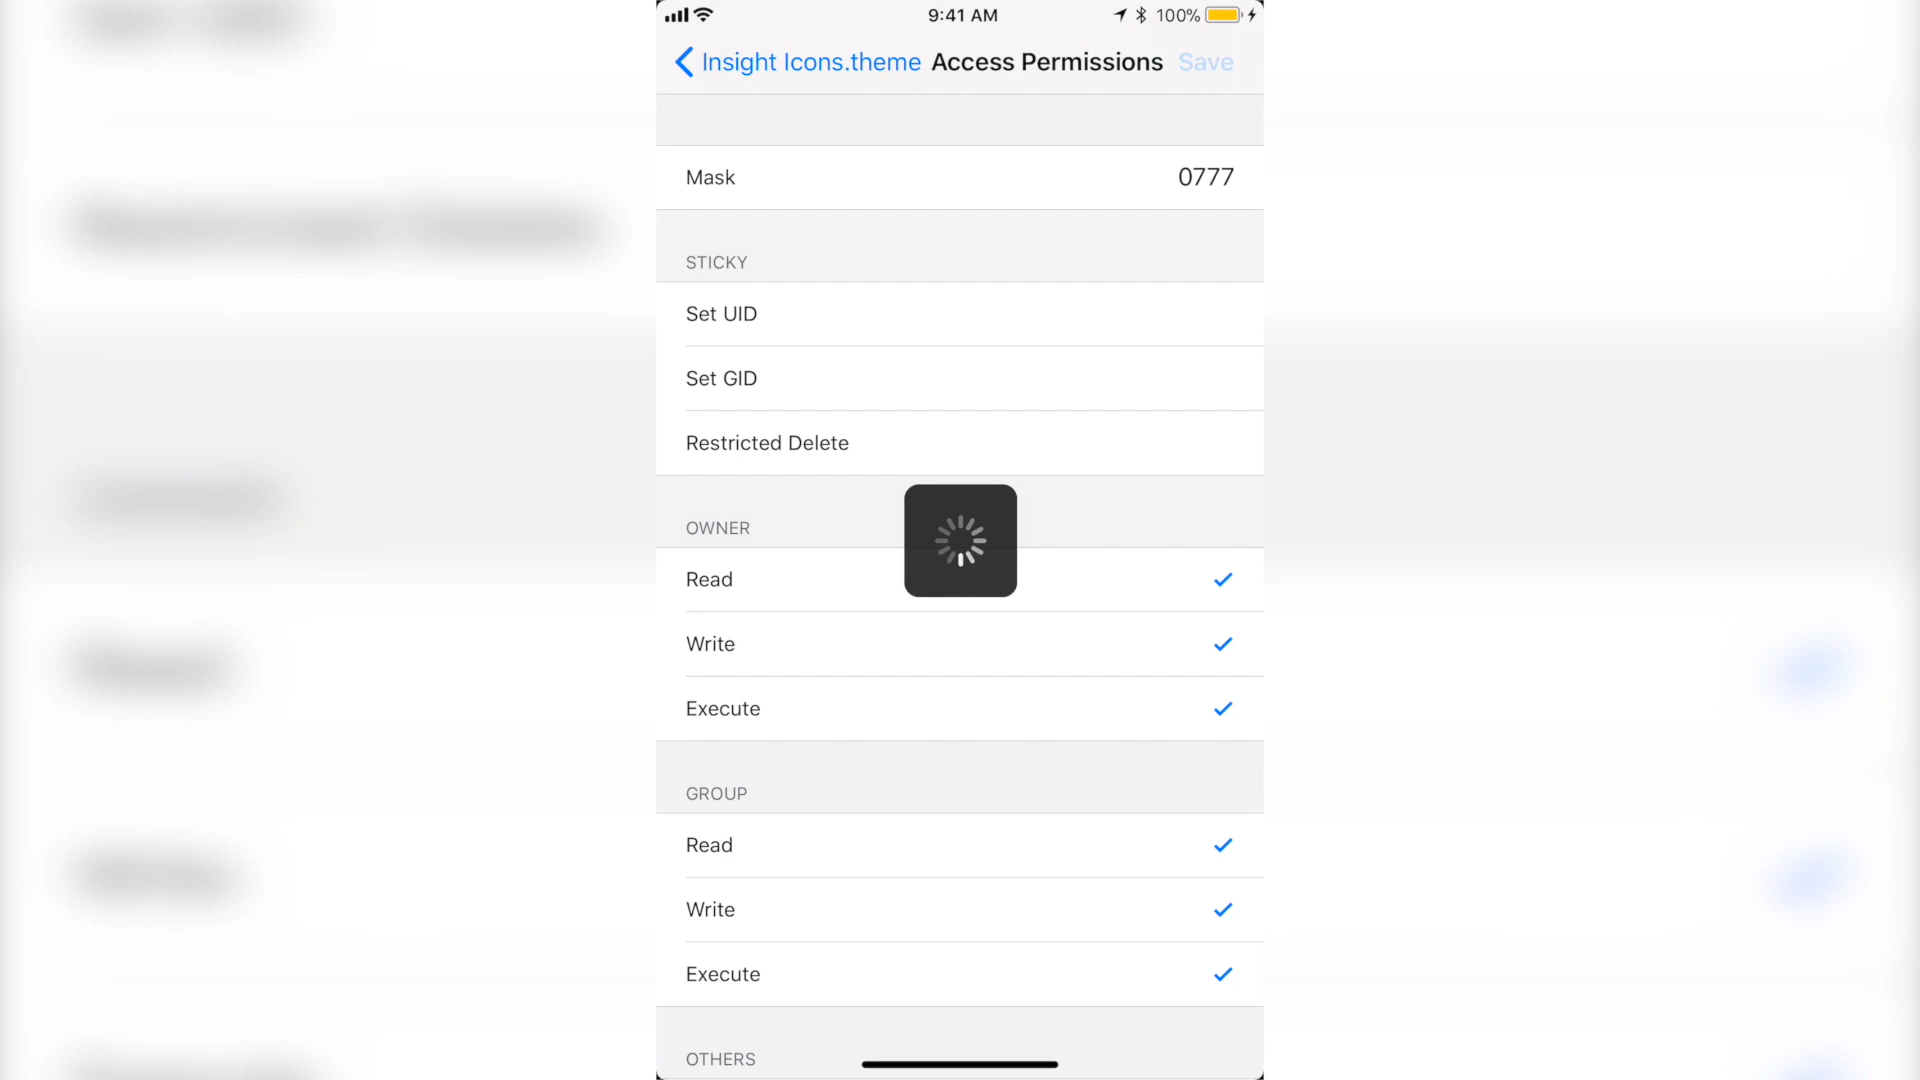 9:41 AM
100%
Insight Icons.theme Access Permissions Save
Mask 0777
STICKY
Set UID
Set GID
Restricted Delete
OWNER
Read
Write
Execute
GROUP
Read
Write
Execute
OTHERS